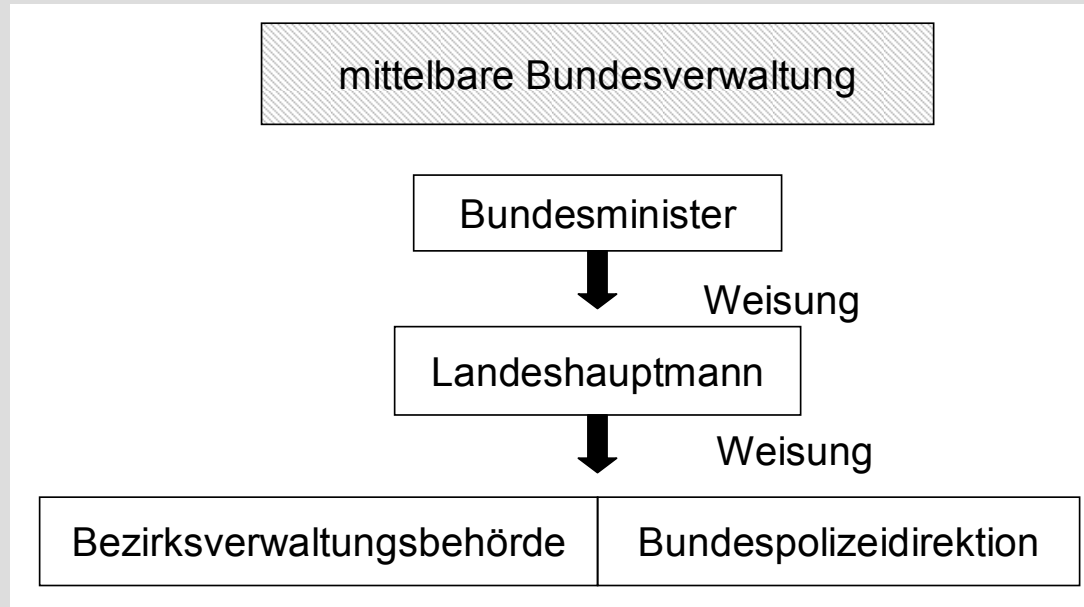 mittelbare Bundesverwaltung
Bundesminister
Weisung
Landeshauptmann
Weisung
Bezirksverwaltungsbehörde
Bundespolizeidirektion